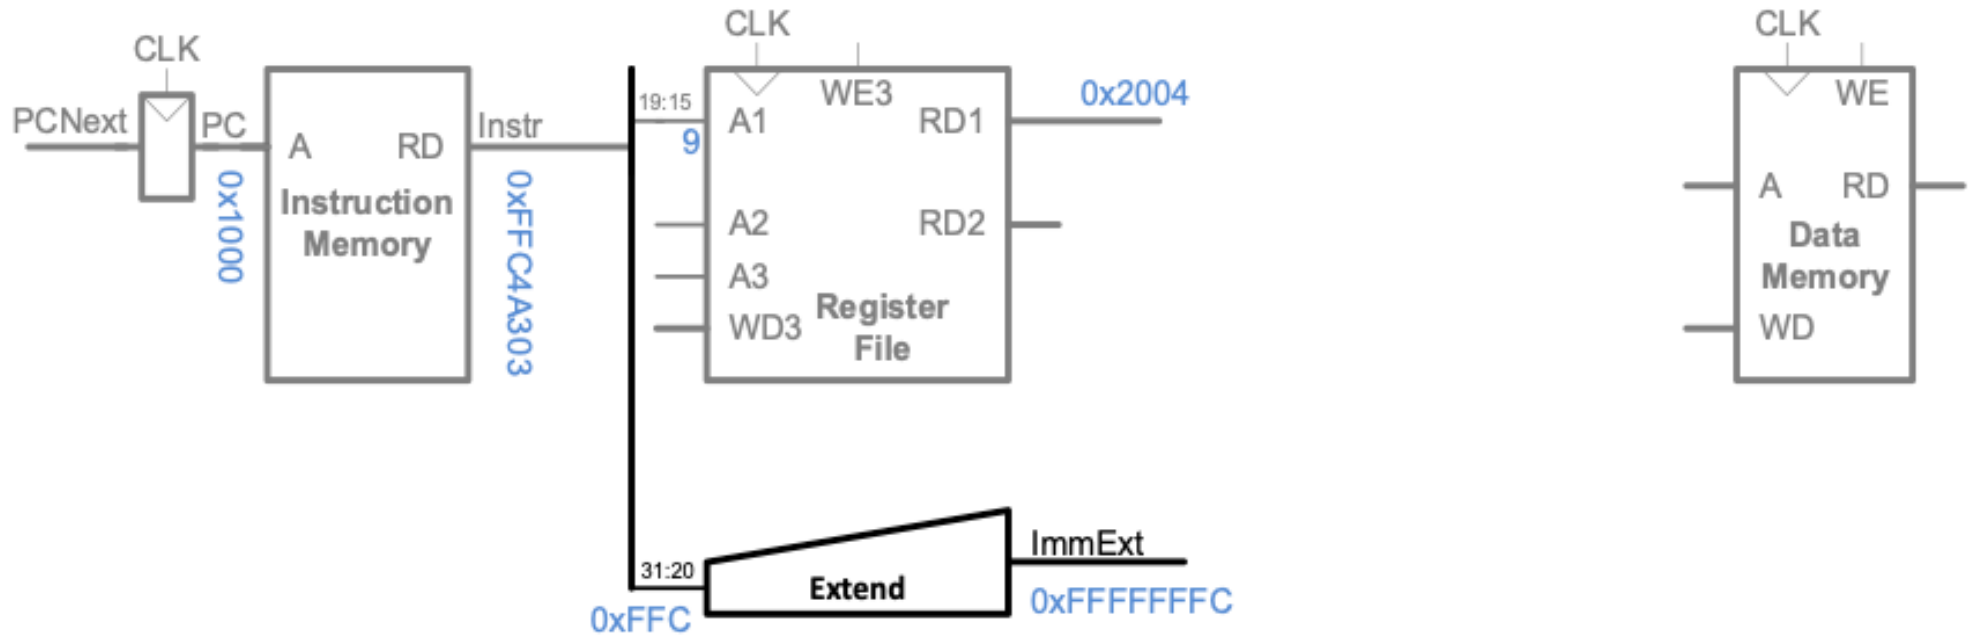 CLK
CLK
CLK
PCNext
PC
A
RD
Instruction
Memory
0x1000
Instr
0xFFC4A303
19:15
9
A1
WE3
RD1
0x2004
A2
RD2
A3
WD3
Register
File
WE
A
RD
Data
Memory
WD
31:20
0xFFC
Extend
ImmExt
0xFFFFFFFC